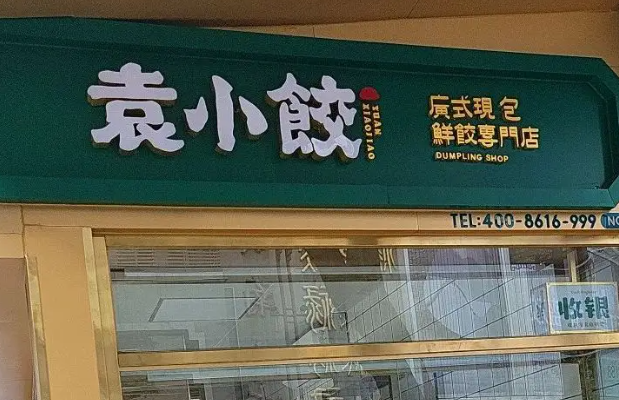 袁小餃
YUAN
XIAOJIAO
廣式現包
鮮餃専門店
DUMPLING SHOP
TEL:400-8616-999
收銀